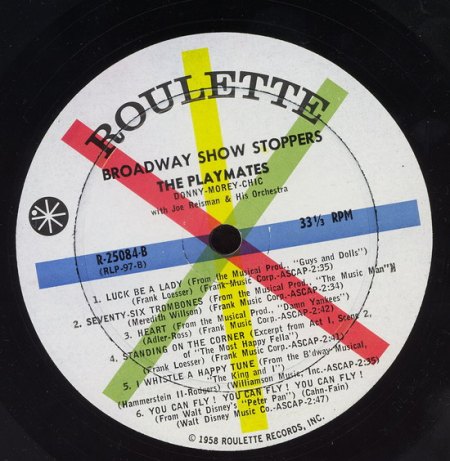 ROULETTE
BROADWAY SHOW STOPPERS
THE PLAYMATES
DONNY-MOREY-CHIC
with Joe Reisman & His Orchestra
R-25084-B
(RLP-97-B)
33⅓ RPM
1. LUCK BE A LADY (From the Musical Prod., "Guys and Dolls")
(Frank Loesser) (Frank Music Corp.-ASCAP-2:35)
2. SEVENTY-SIX TROMBONES (From the Musical Prod., "The Music Man")
(Meredith Willson) (Frank Music Corp.-ASCAP-2:34)
3. HEART (From the Musical Prod., "Damn Yankees")
(Adler-Ross) (Frank Music Corp.-ASCAP-2:42)
4. STANDING ON THE CORNER (Excerpt from Act I, Scene 2,
of "The Most Happy Fella")
(Frank Loesser) (Frank Music Corp.-ASCAP-2:41)
5. I WHISTLE A HAPPY TUNE (From the B'dway Musical,
"The King and I")
(Hammerstein II-Rodgers) (Williamson Music, Inc.-ASCAP-2:35)
6. YOU CAN FLY! YOU CAN FLY! YOU CAN FLY!
(From Walt Disney's "Peter Pan") (Cahn-Fain)
(Walt Disney Music Co.-ASCAP-2:47)
© 1958 ROULETTE RECORDS, INC.